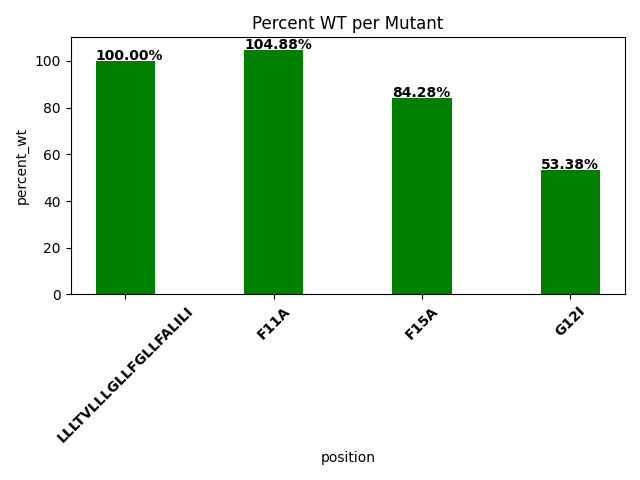 Percent WT per Mutant
percent_wt
100
80
60
40
20
0
100.00%
104.88%
84.28%
53.38%
LLLTVLLLGLLFGLLFALILI
F11A
F15A
G12I
position